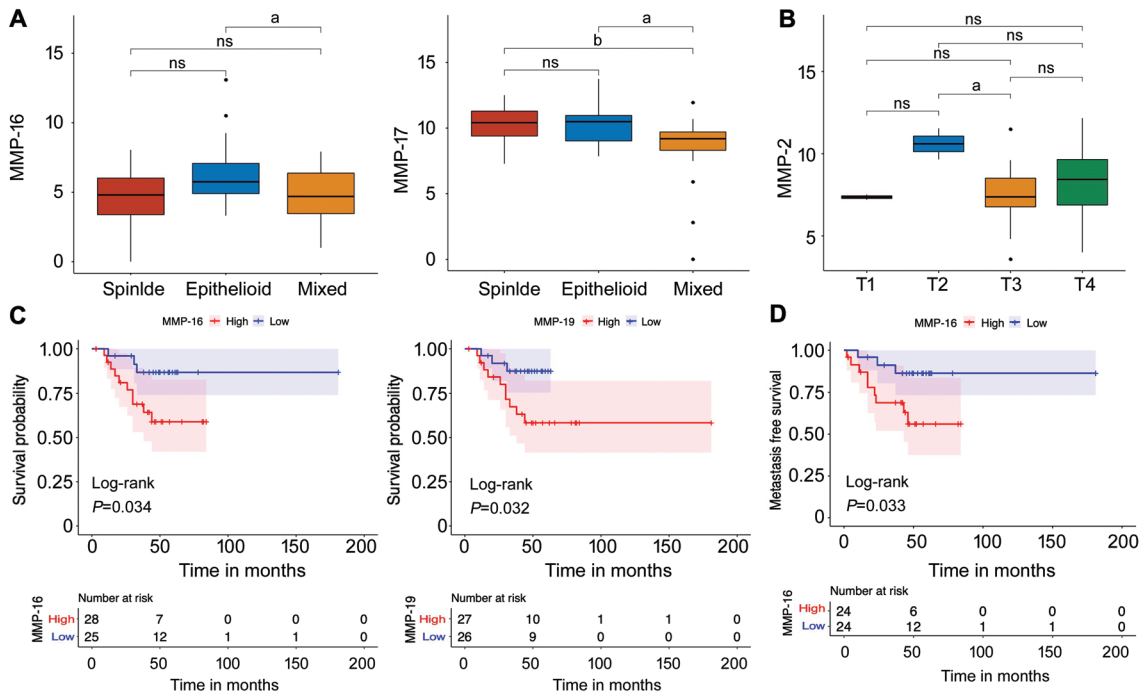 A
MMP-16
15
10
5
0
a
ns
ns
SpinIde Epithelioid Mixed
MMP-17
15
10
5
0
a
b
ns
SpinIde Epithelioid Mixed
B
MMP-2
15
10
5
ns
ns
ns
ns
a
ns
T1 T2 T3 T4
C
MMP-16 High Low
Survival probability
1.00
0.75
0.50
0.25
0
Log-rank
P=0.034
0 50 100 150 200
Time in months
Number at risk
MMP-16
High 28 7 0 0 0
Low 25 12 1 1 0
0 50 100 150 200
Time in months
MMP-19 High Low
Survival probability
1.00
0.75
0.50
0.25
0
Log-rank
P=0.032
0 50 100 150 200
Time in months
Number at risk
MMP-19
High 27 10 1 1 0
Low 26 9 0 0 0
0 50 100 150 200
Time in months
D
MMP-16 High Low
Metastasis free survival
1.00
0.75
0.50
0.25
0
Log-rank
P=0.033
0 50 100 150 200
Time in months
Number at risk
MMP-16
High 24 6 0 0 0
Low 24 12 1 1 0
0 50 100 150 200
Time in months